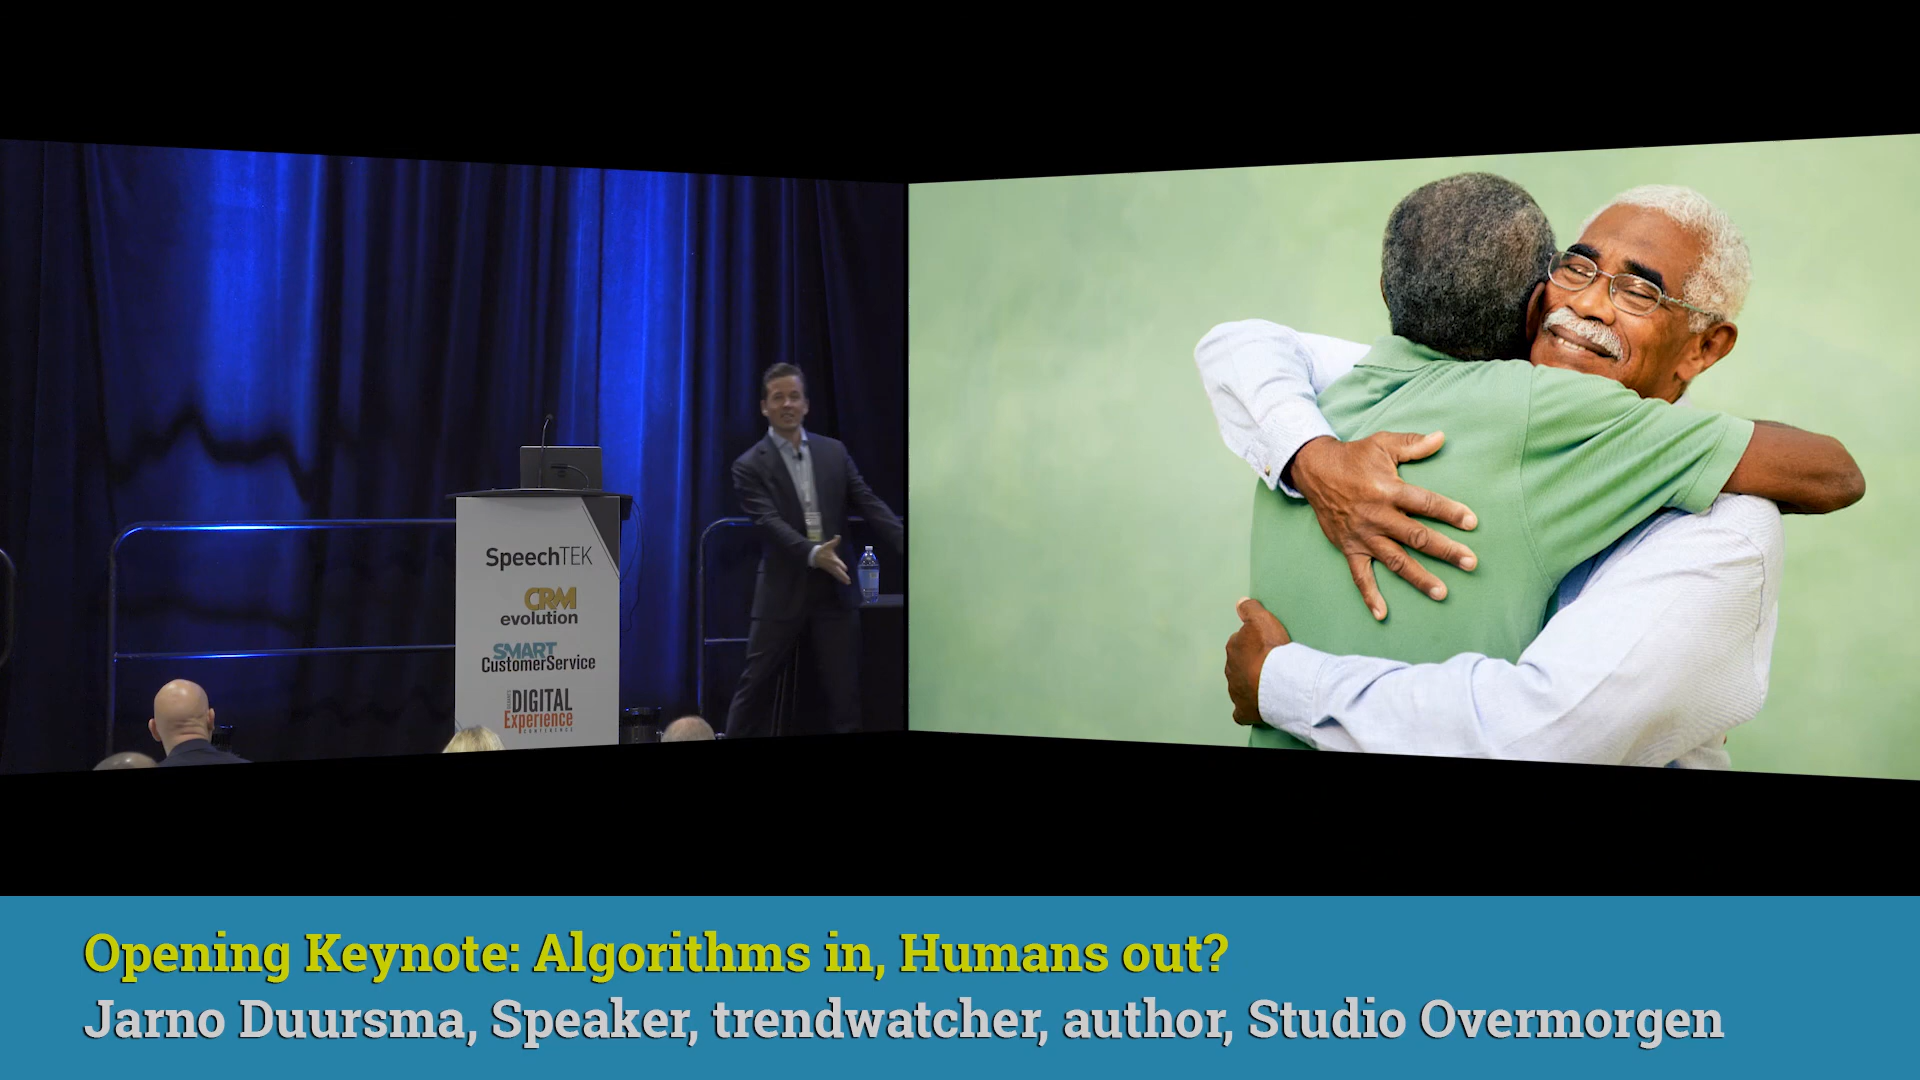 SpeechTEK
CRM
evolution
SMART
CustomerService
DIGITAL
Experience
CONFERENCE
Opening Keynote: Algorithms in, Humans out?
Jarno Duursma, Speaker, trendwatcher, author, Studio Overmorgen